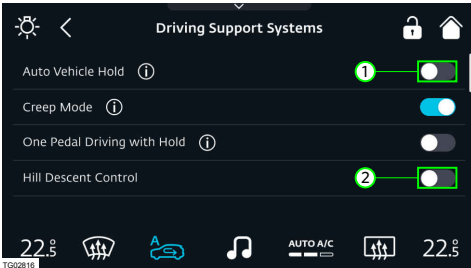 Driving Support Systems
Auto Vehicle Hold i
1
Creep Mode i
One Pedal Driving with Hold i
Hill Descent Control
2
22.5 A AUTO A/C 22.5
TG02816